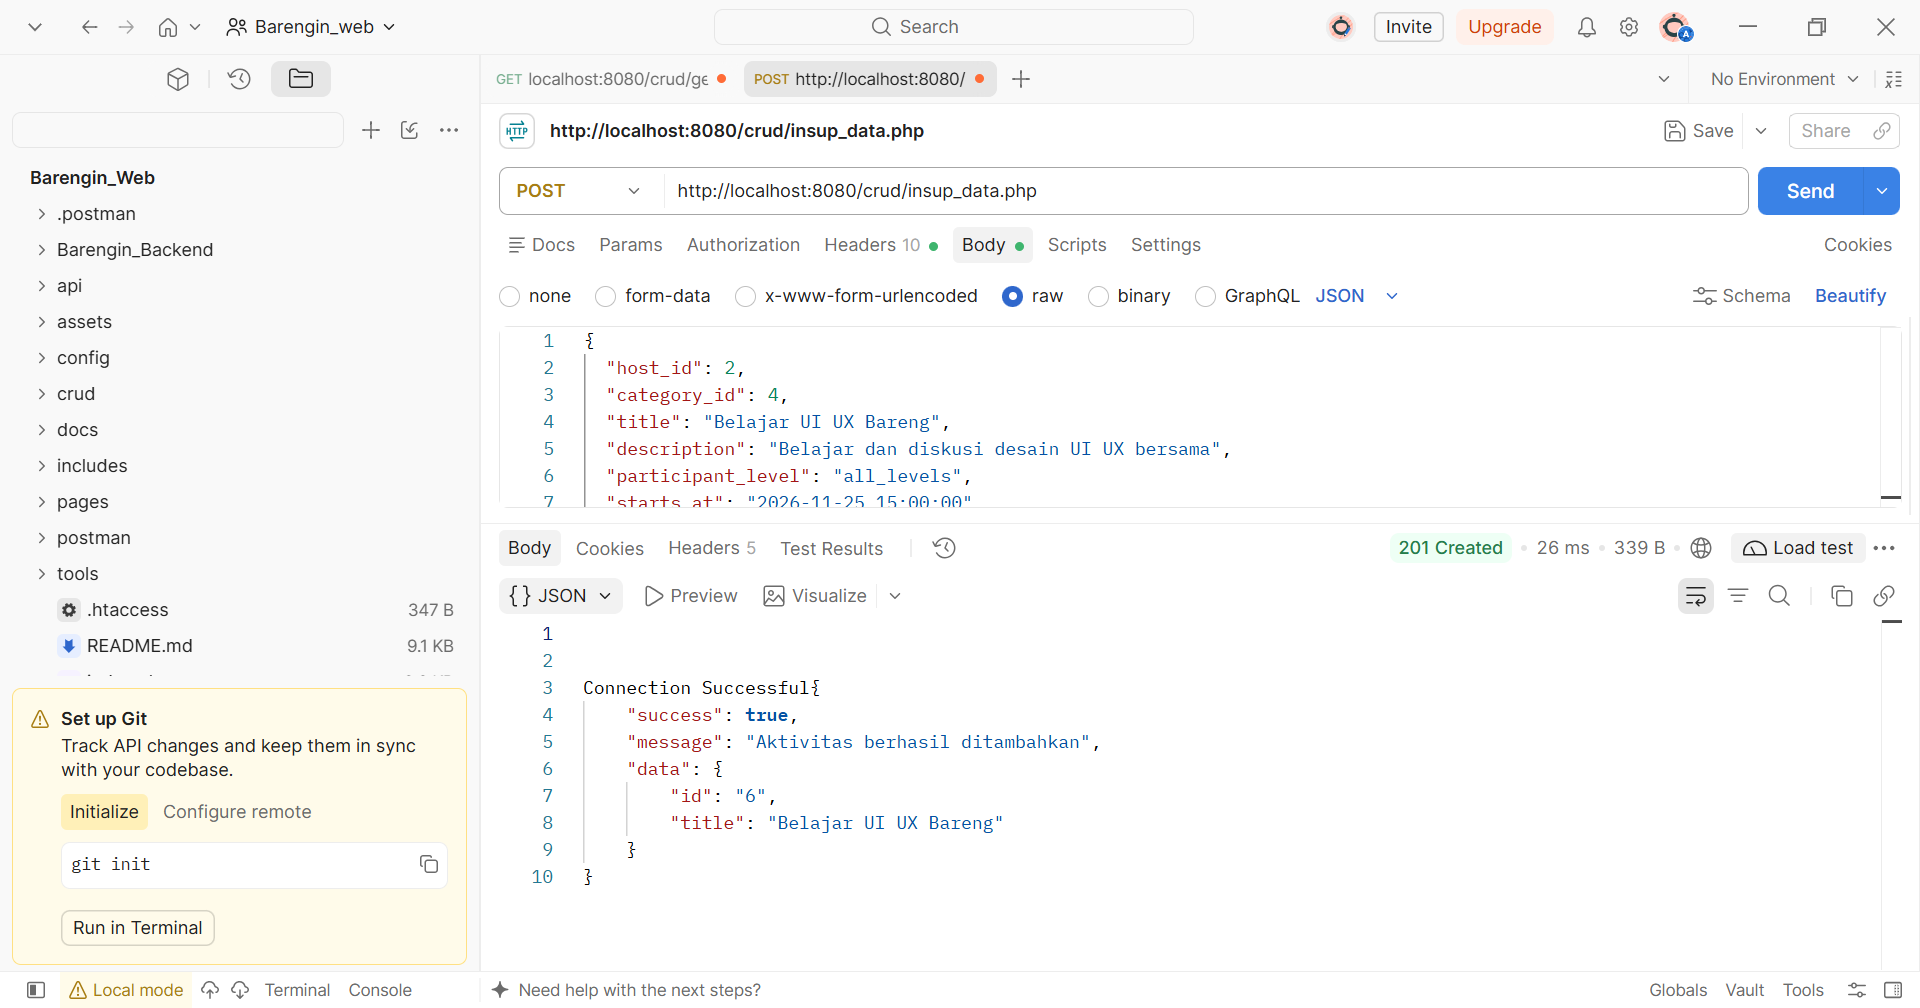 Barengin_web
Search
Invite
Upgrade
GET localhost:8080/crud/ge
POST http://localhost:8080/
No Environment
HTTP http://localhost:8080/crud/insup_data.php
Save
Share
POST http://localhost:8080/crud/insup_data.php
Send
Docs Params Authorization Headers 10 Body Scripts Settings Cookies
none form-data x-www-form-urlencoded raw binary GraphQL JSON Schema Beautify
1 {
2 "host_id": 2,
3 "category_id": 4,
4 "title": "Belajar UI UX Bareng",
5 "description": "Belajar dan diskusi desain UI UX bersama",
6 "participant_level": "all_levels",
7 "starts_at": "2026-11-25 15:00:00"
Body Cookies Headers 5 Test Results 201 Created 26 ms 339 B Load test
{} JSON Preview Visualize
1
2
3 Connection Successful{
4 "success": true,
5 "message": "Aktivitas berhasil ditambahkan",
6 "data": {
7 "id": "6",
8 "title": "Belajar UI UX Bareng"
9 }
10 }
Barengin_Web
.postman
Barengin_Backend
api
assets
config
crud
docs
includes
pages
postman
tools
.htaccess 347 B
README.md 9.1 KB
Set up Git
Track API changes and keep them in sync
with your codebase.
Initialize Configure remote
git init
Run in Terminal
Local mode Terminal Console
Need help with the next steps?
Globals Vault Tools
A